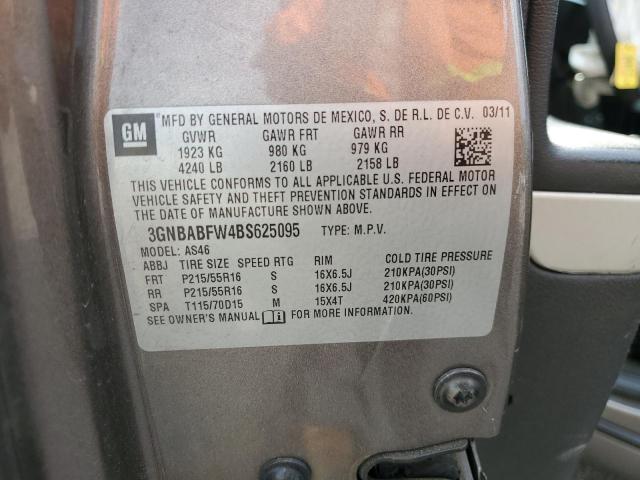 GM
MFD BY GENERAL MOTORS DE MEXICO, S. DE R.L. DE C.V. 03/11
GVWR GAWR FRT GAWR RR
1923 KG 980 KG 979 KG
4240 LB 2160 LB 2158 LB
THIS VEHICLE CONFORMS TO ALL APPLICABLE U.S. FEDERAL MOTOR
VEHICLE SAFETY AND THEFT PREVENTION STANDARDS IN EFFECT ON
THE DATE OF MANUFACTURE SHOWN ABOVE.
3GNBABFW4BS625095 TYPE: M.P.V.
MODEL: AS46
ABBJ TIRE SIZE SPEED RTG RIM COLD TIRE PRESSURE
FRT P215/55R16 S 16X6.5J 210KPA(30PSI)
RR P215/55R16 S 16X6.5J 210KPA(30PSI)
SPA T115/70D15 M 15X4T 420KPA(60PSI)
SEE OWNER'S MANUAL FOR MORE INFORMATION.